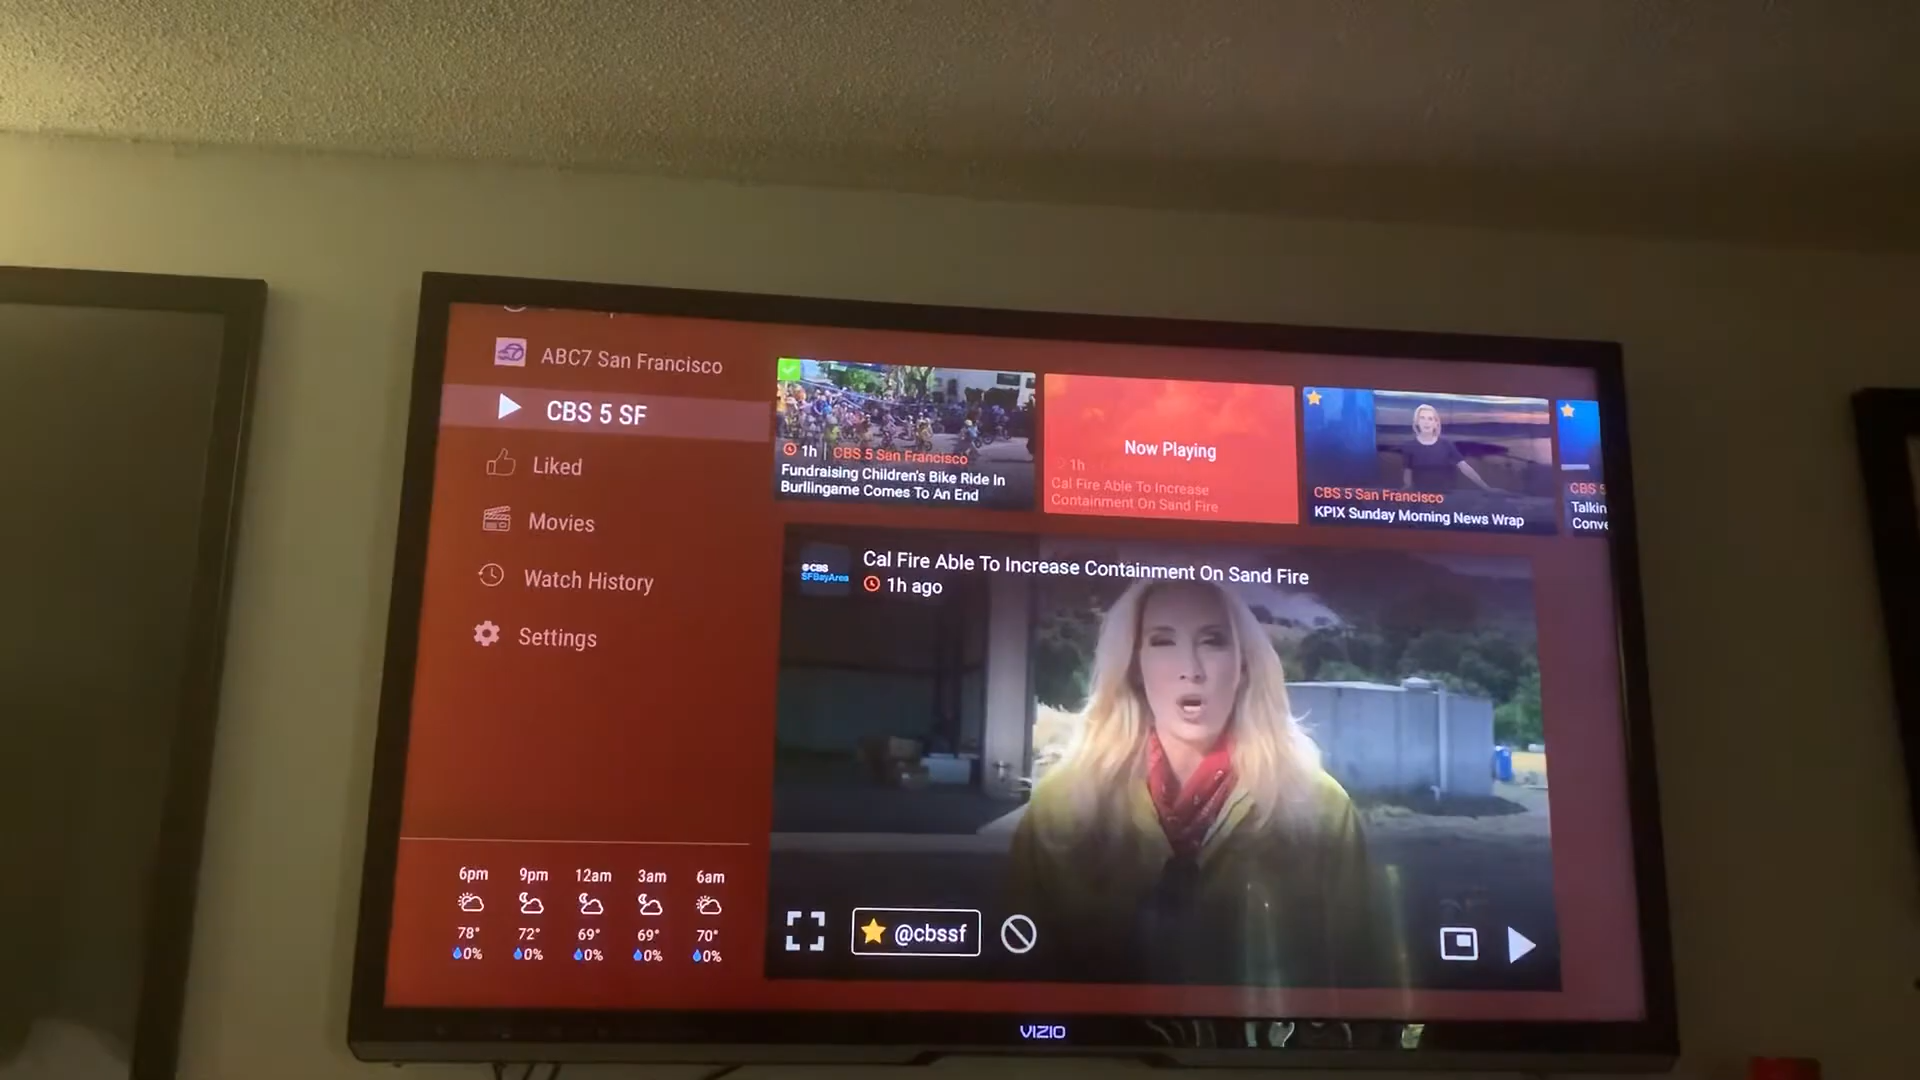 ABC7 San Francisco
CBS 5 SF
Liked
Movies
Watch History
Settings
6pm 9pm 12am 3am 6am
78° 72° 69° 69° 70°
0% 0% 0% 0% 0%
1h | CBS 5 San Francisco
Fundraising Children's Bike Ride In
Burlingame Comes To An End
Now Playing
1h
Cal Fire Able To Increase
Containment On Sand Fire
CBS 5 San Francisco
KPIX Sunday Morning News Wrap
CBS 5
Talkin
Conve
CBS
SFBayArea
Cal Fire Able To Increase Containment On Sand Fire
1h ago
@cbssf
VIZIO